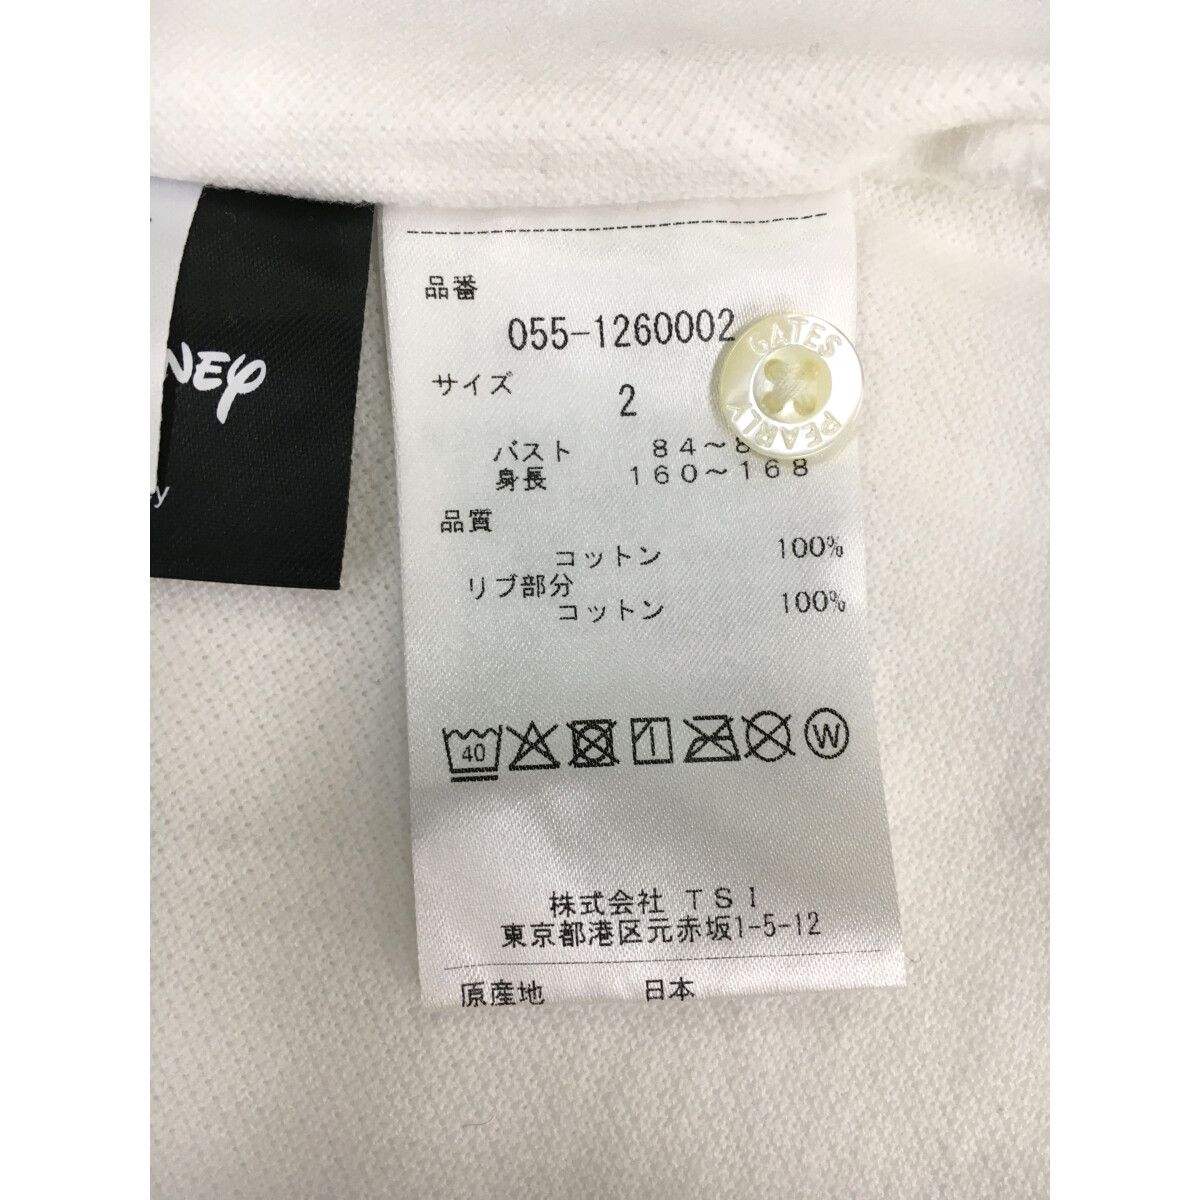 品番
055-1260002
サイズ
2
バスト 84～8
身長 160～168
品質
コットン 100%
リブ部分
コットン 100%
40
W
株式会社 TSI
東京都港区元赤坂1-5-12
原産地 日本
GATES
PEARLY